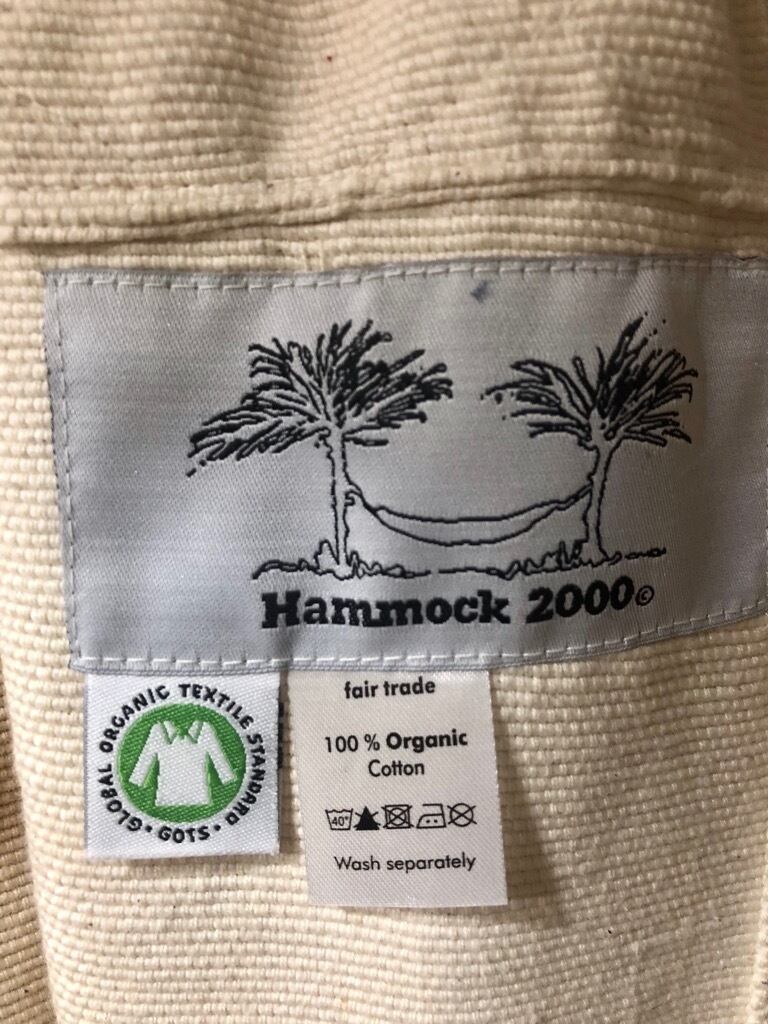 Hammock 2000©
GLOBAL ORGANIC TEXTILE STANDARD · GOTS ·
fair trade
100 % Organic
Cotton
40°
Wash separately